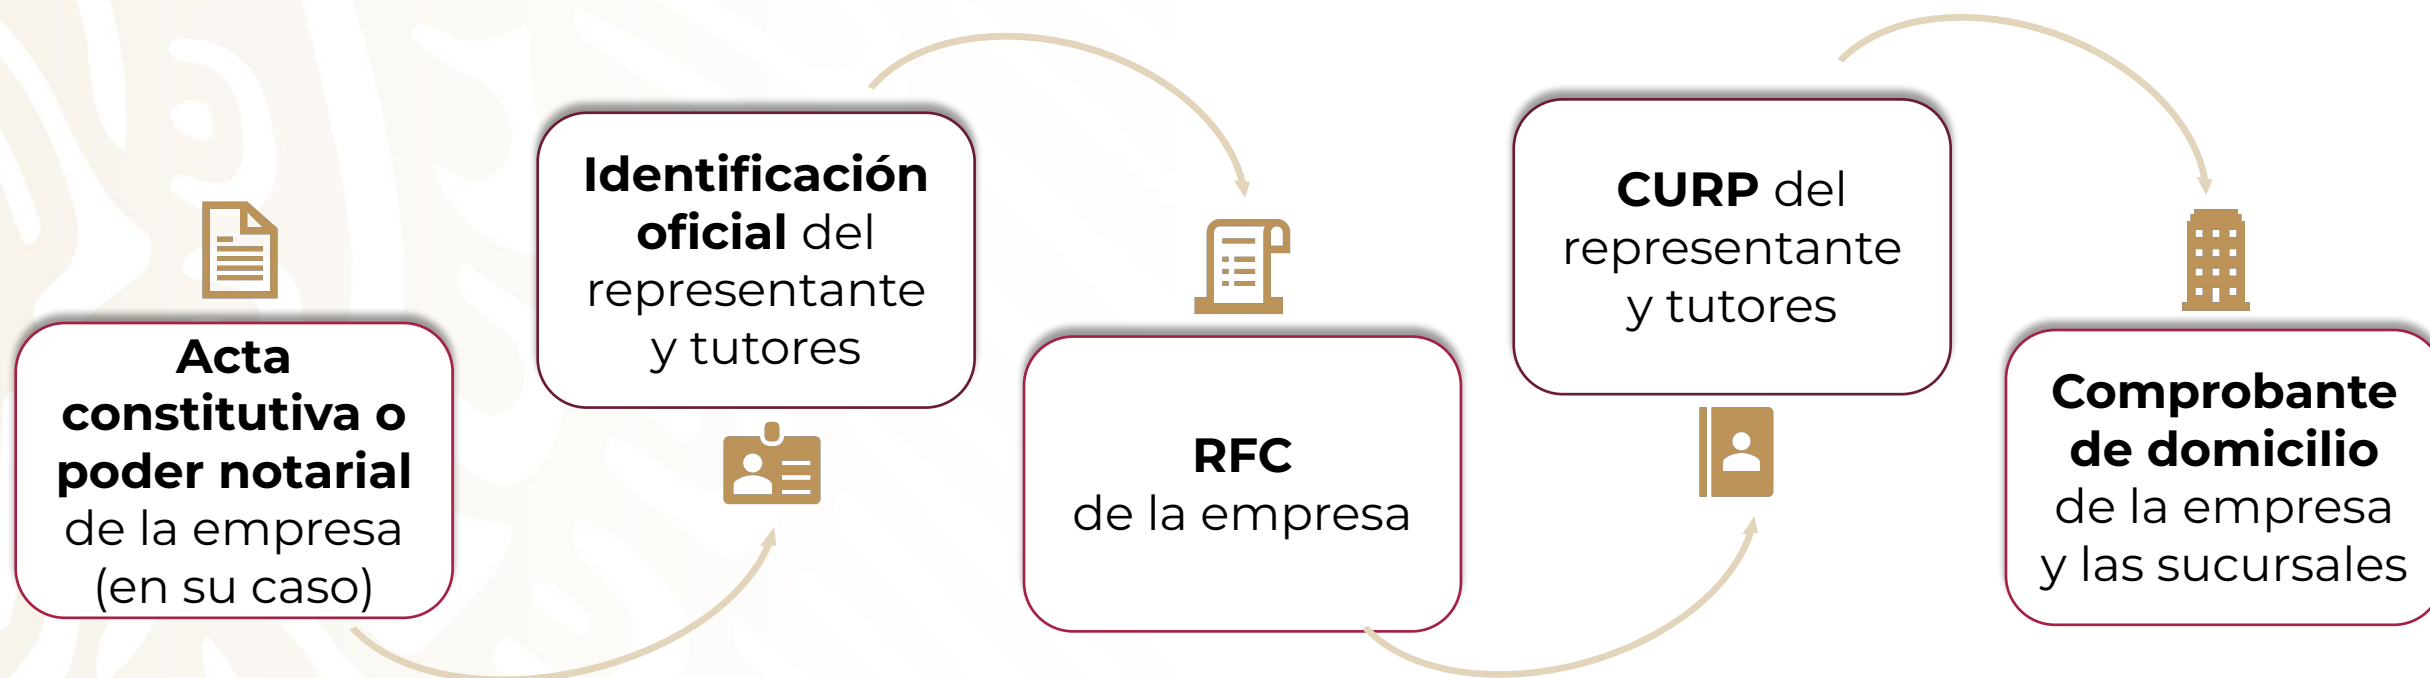 Acta
constitutiva o
poder notarial
de la empresa
(en su caso)
Identificación
oficial del
representante
y tutores
RFC
de la empresa
CURP del
representante
y tutores
Comprobante
de domicilio
de la empresa
y las sucursales